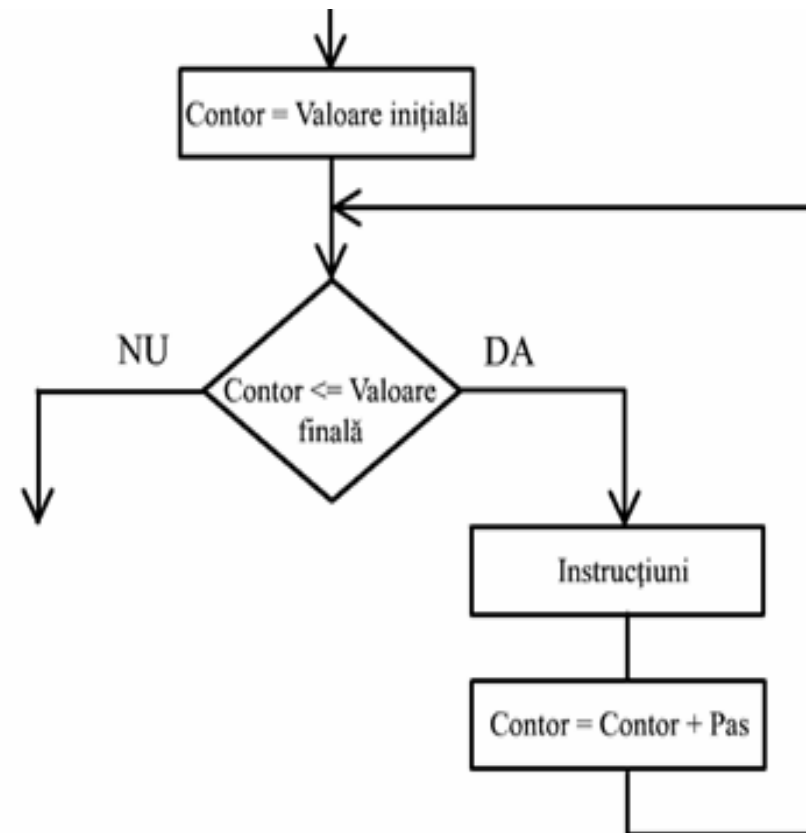 Contor = Valoare inițială
NU
DA
Contor <= Valoare
finală
Instrucțiuni
Contor = Contor + Pas